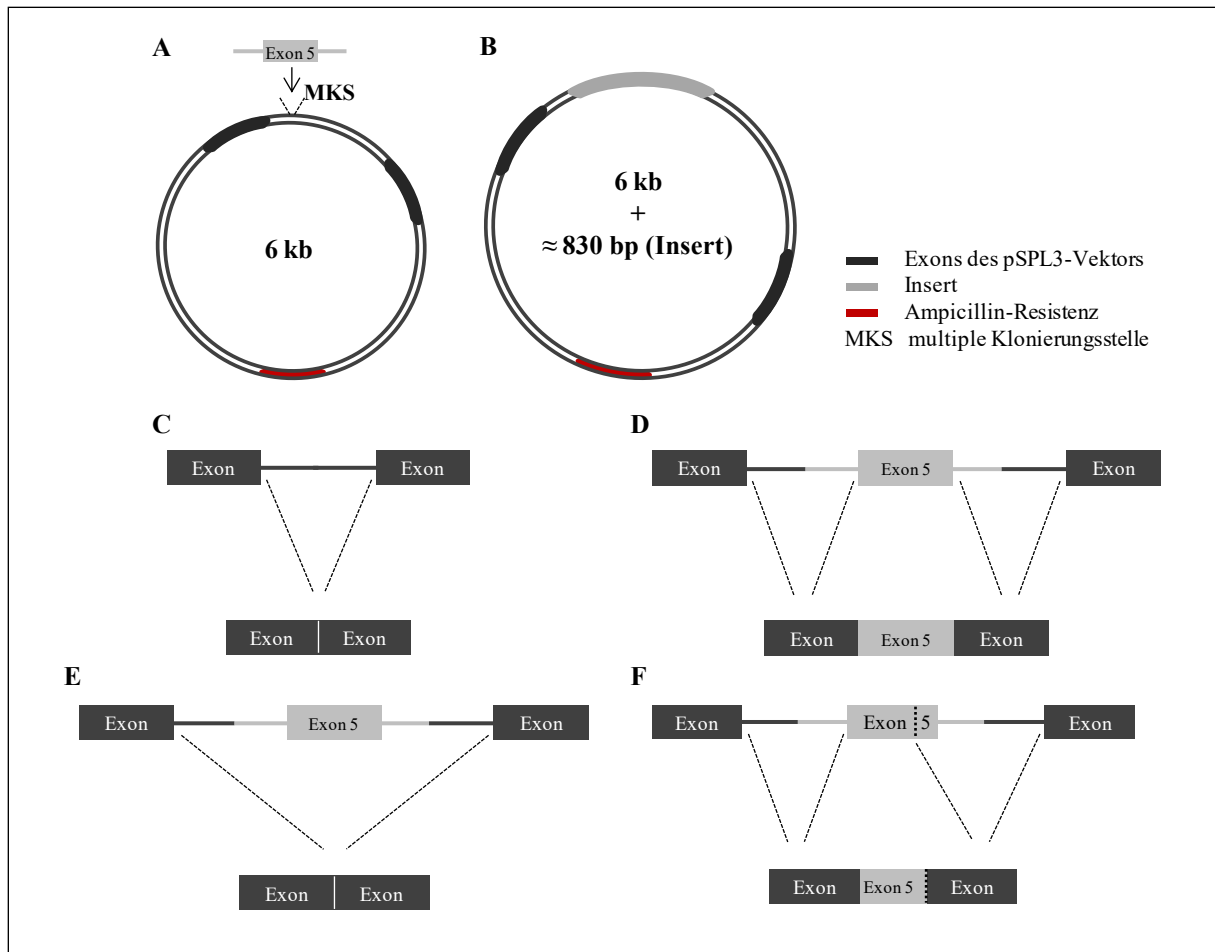 A
Exon 5
MKS
6 kb
B
6 kb
+
≈ 830 bp (Insert)
Exons des pSPL3-Vektors
Insert
Ampicillin-Resistenz
MKS multiple Klonierungsstelle
C
Exon Exon
Exon Exon
D
Exon Exon 5 Exon
Exon Exon 5 Exon
E
Exon Exon 5 Exon
Exon Exon
F
Exon Exon 5 Exon
Exon Exon 5 Exon